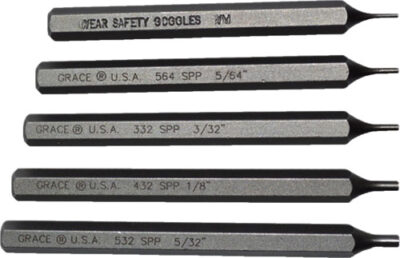 WEAR SAFETY GOGGLES
GRACE ® U.S.A. 564 SPP 5/64"
GRACE ® U.S.A. 332 SPP 3/32"
GRACE ® U.S.A. 432 SPP 1/8"
GRACE ® U.S.A. 532 SPP 5/32"